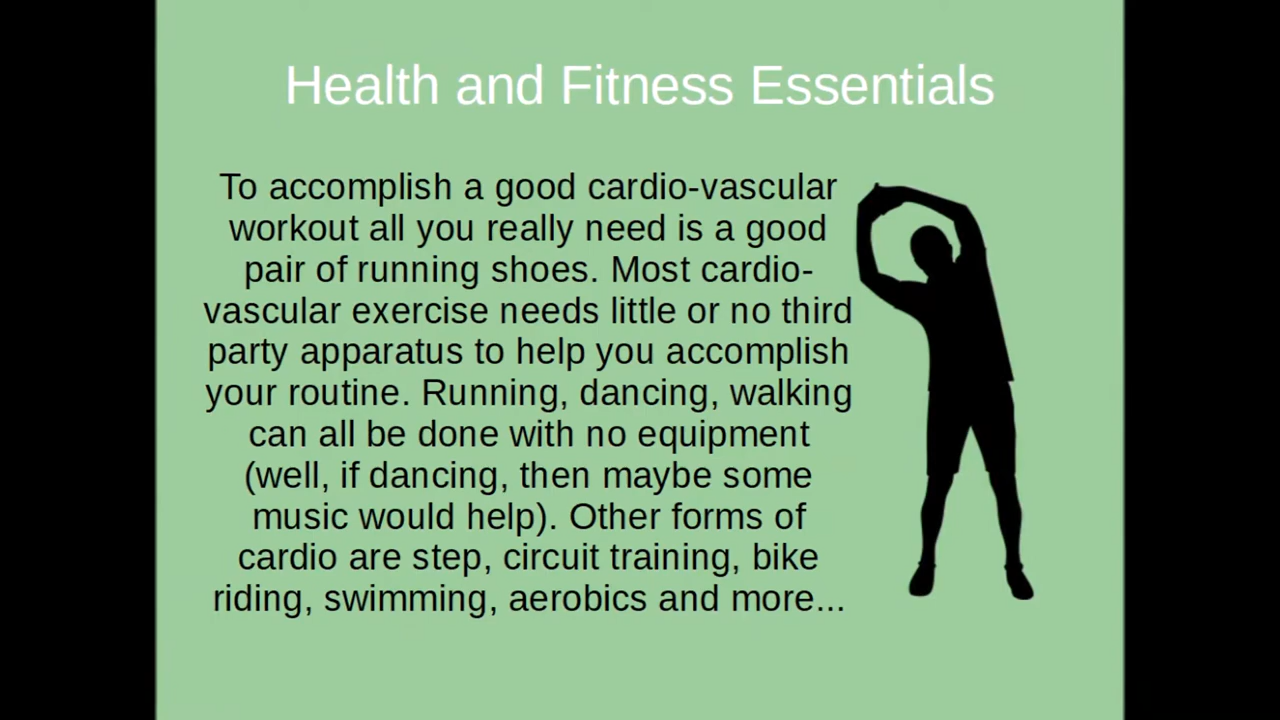 Health and Fitness Essentials
To accomplish a good cardio-vascular
workout all you really need is a good
pair of running shoes. Most cardio-
vascular exercise needs little or no third
party apparatus to help you accomplish
your routine. Running, dancing, walking
can all be done with no equipment
(well, if dancing, then maybe some
music would help). Other forms of
cardio are step, circuit training, bike
riding, swimming, aerobics and more...